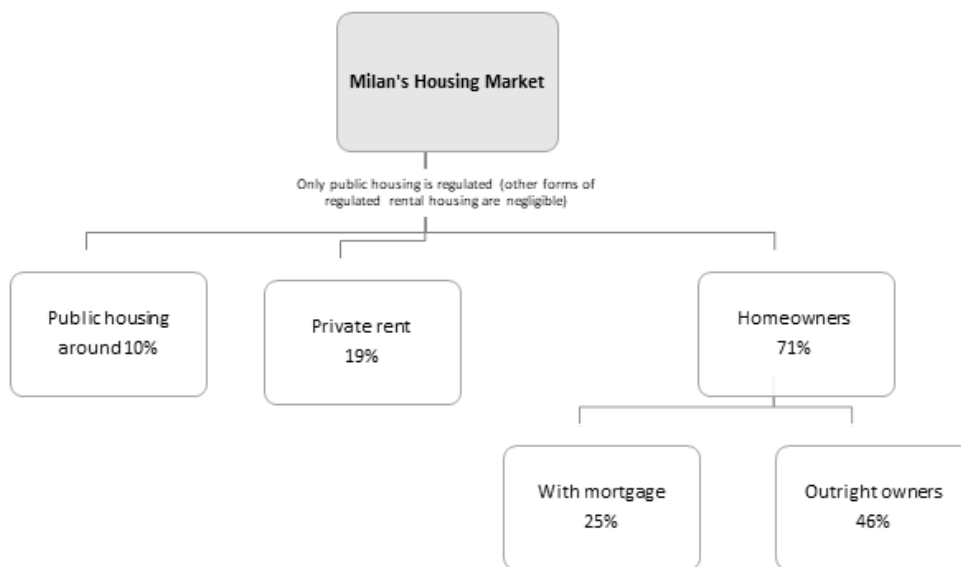 Milan's Housing Market
Only public housing is regulated (other forms of
regulated rental housing are negligible)
Public housing
around 10%
Private rent
19%
Homeowners
71%
With mortgage
25%
Outright owners
46%